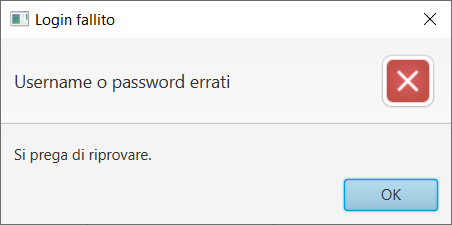 Login fallito
Username o password errati
Si prega di riprovare.
OK